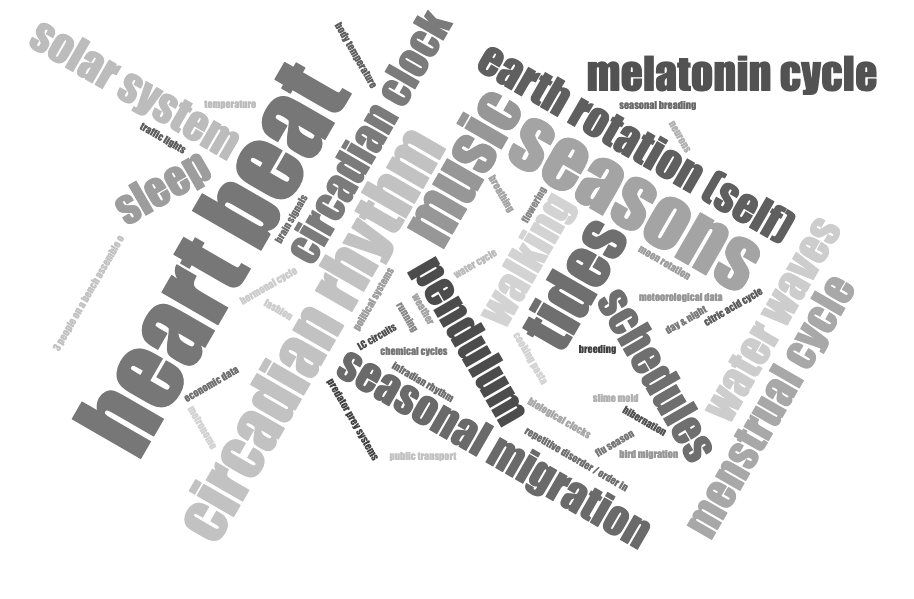 solar system
temperature
traffic lights
sleep
3 people on a bench assemble o
heart beat
body temperature
circadian clock
brain signals
circadian rhythm
hormonal cycle
fashion
political systems
economic data
metronome
music
earth rotation (self)
melatonin cycle
seasonal breading
neurons
seasons
breathing
flowering
walking
tides
moon rotation
water cycle
pendulum
weather
running
LC circuits
chemical cycles
infradian rhythm
seasonal migration
predator prey systems
public transport
cooking pasta
biological clocks
repetitive disorder / order in
breeding
schedules
meteorological data
day & night
citric acid cycle
slime mold
hibernation
flu season
bird migration
water waves
menstrual cycle